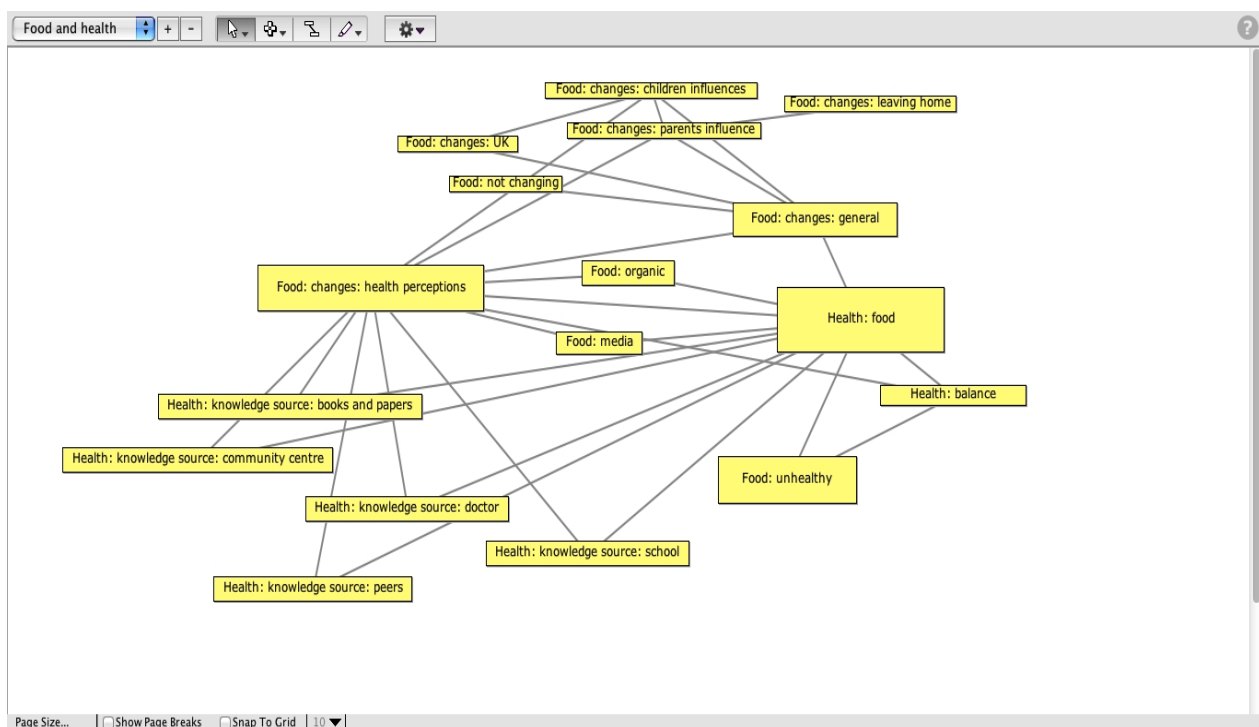 Food and health
+
-
?
Food: changes: children influences
Food: changes: leaving home
Food: changes: parents influence
Food: changes: UK
Food: not changing
Food: changes: general
Food: organic
Food: changes: health perceptions
Health: food
Food: media
Health: balance
Health: knowledge source: books and papers
Health: knowledge source: community centre
Food: unhealthy
Health: knowledge source: doctor
Health: knowledge source: school
Health: knowledge source: peers
Page Size... Show Page Breaks Snap To Grid 10